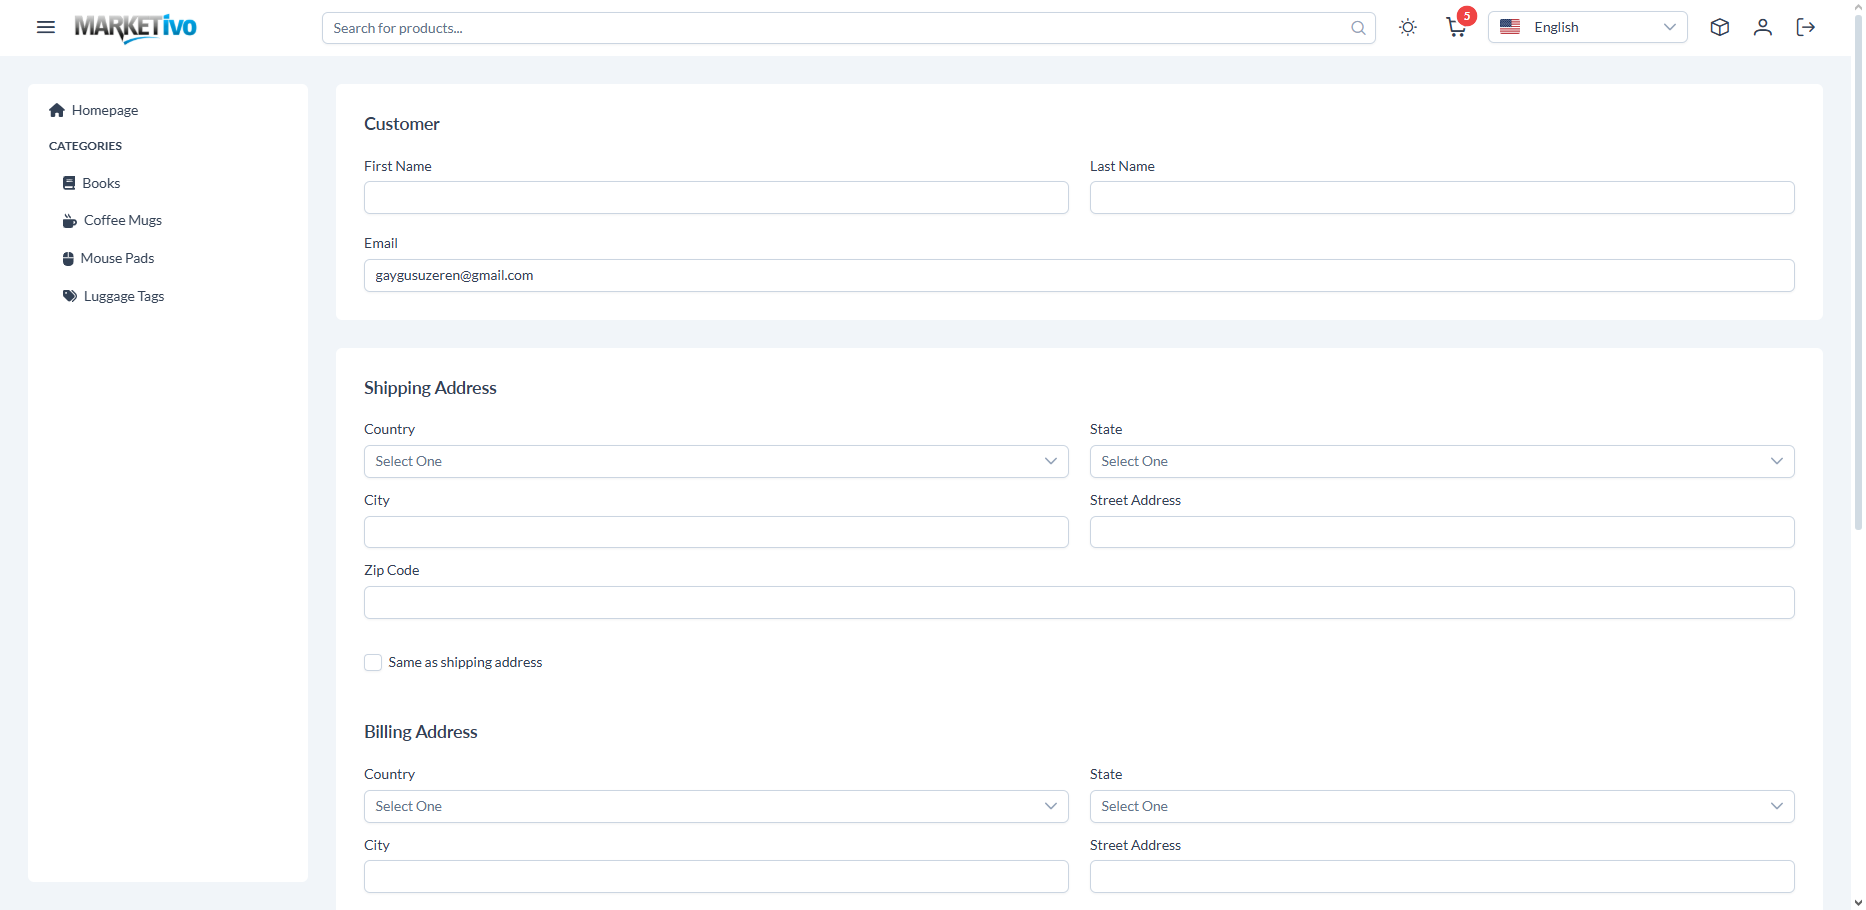 MARKETivo
Search for products...
5
English
Homepage
CATEGORIES
Books
Coffee Mugs
Mouse Pads
Luggage Tags
Customer
First Name
Last Name
Email
gaygusuzeren@gmail.com
Shipping Address
Country
State
Select One
Select One
City
Street Address
Zip Code
Same as shipping address
Billing Address
Country
State
Select One
Select One
City
Street Address